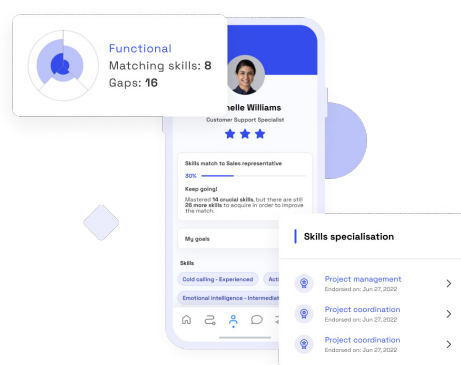 Functional
Matching skills: 8
Gaps: 16
elle Williams
Customer Support Specialist
Skills match to Sales representative
30%
Keep going!
Mastered 14 crucial skills, but there are still
26 more skills to acquire in order to improve
the match.
My goals
Skills
Cold calling - Experienced
Emotional Intelligence - Intermediat
Skills specialisation
Project management
Endorsed on: Jun 27, 2022
Project coordination
Endorsed on: Jun 27, 2022
Project coordination
Endorsed on: Jun 27, 2022